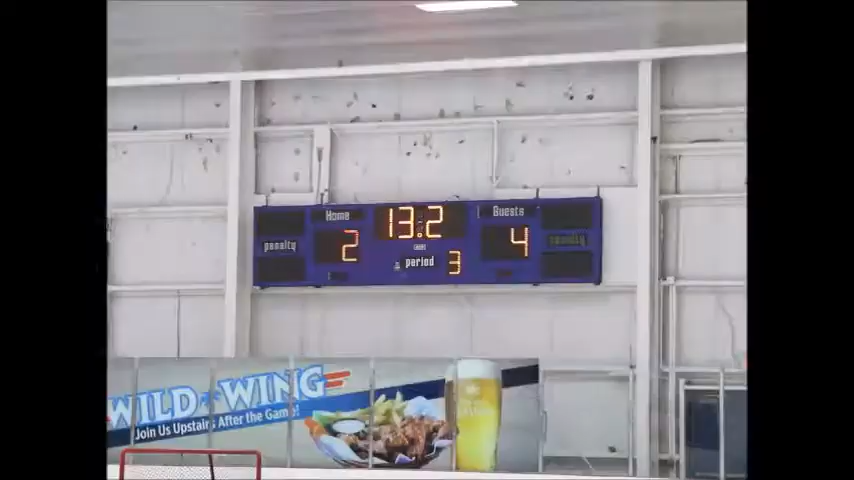 Home 13.2 Guests
penalty 2 4 penalty
period 3
WILD WING
Join Us Upstairs After the Game!